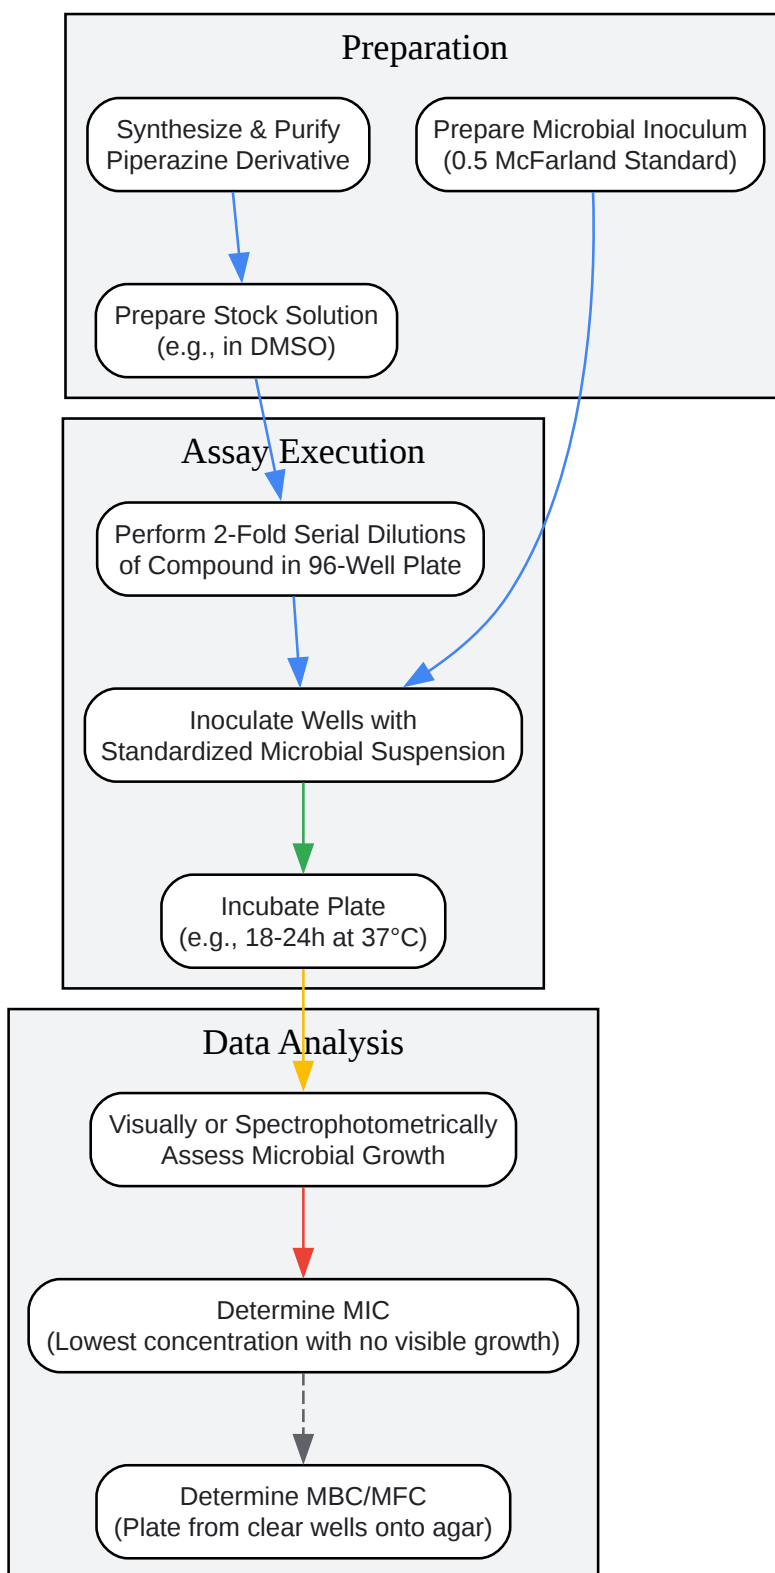 Preparation
Synthesize & Purify
Piperazine Derivative
Prepare Microbial Inoculum
(0.5 McFarland Standard)
Prepare Stock Solution
(e.g., in DMSO)
Assay Execution
Perform 2-Fold Serial Dilutions
of Compound in 96-Well Plate
Inoculate Wells with
Standardized Microbial Suspension
Incubate Plate
(e.g., 18-24h at 37°C)
Data Analysis
Visually or Spectrophotometrically
Assess Microbial Growth
Determine MIC
(Lowest concentration with no visible growth)
Determine MBC/MFC
(Plate from clear wells onto agar)